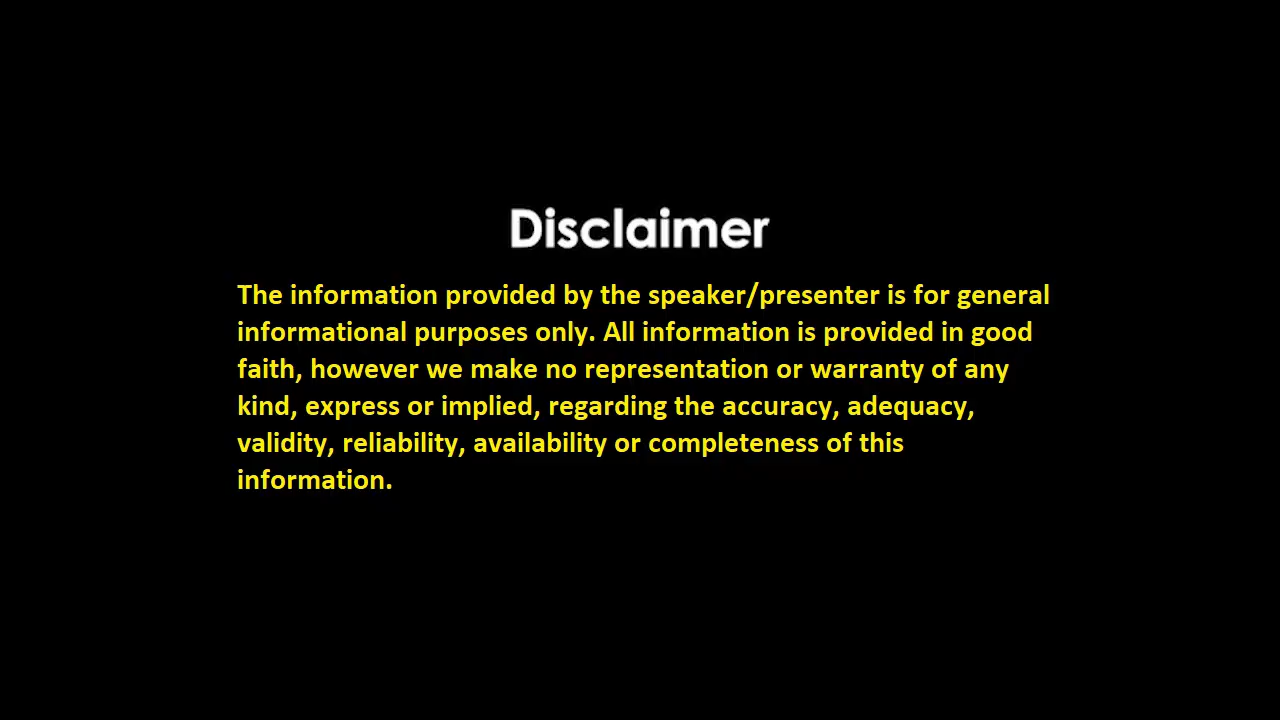 Disclaimer
The information provided by the speaker/presenter is for general
informational purposes only. All information is provided in good
faith, however we make no representation or warranty of any
kind, express or implied, regarding the accuracy, adequacy,
validity, reliability, availability or completeness of this
information.